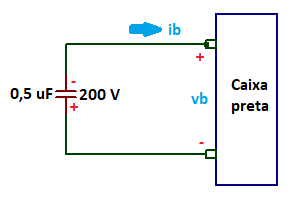 ib
-
+
0,5 uF
200 V
+
vb
Caixa
preta
-